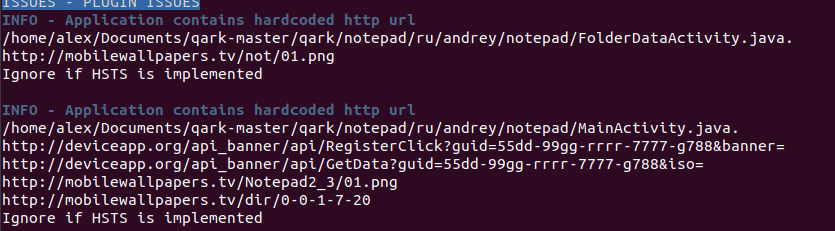 ISSUES - PLUGIN ISSUES
INFO - Application contains hardcoded http url
/home/alex/Documents/qark-master/qark/notepad/ru/andrey/notepad/FolderDataActivity.java.
http://mobilewallpapers.tv/not/01.png
Ignore if HSTS is implemented
INFO - Application contains hardcoded http url
/home/alex/Documents/qark-master/qark/notepad/ru/andrey/notepad/MainActivity.java.
http://deviceapp.org/api_banner/api/RegisterClick?guid=55dd-99gg-rrrr-7777-g788&banner=
http://deviceapp.org/api_banner/api/GetData?guid=55dd-99gg-rrrr-7777-g788&iso=
http://mobilewallpapers.tv/Notepad2_3/01.png
http://mobilewallpapers.tv/dir/0-0-1-7-20
Ignore if HSTS is implemented